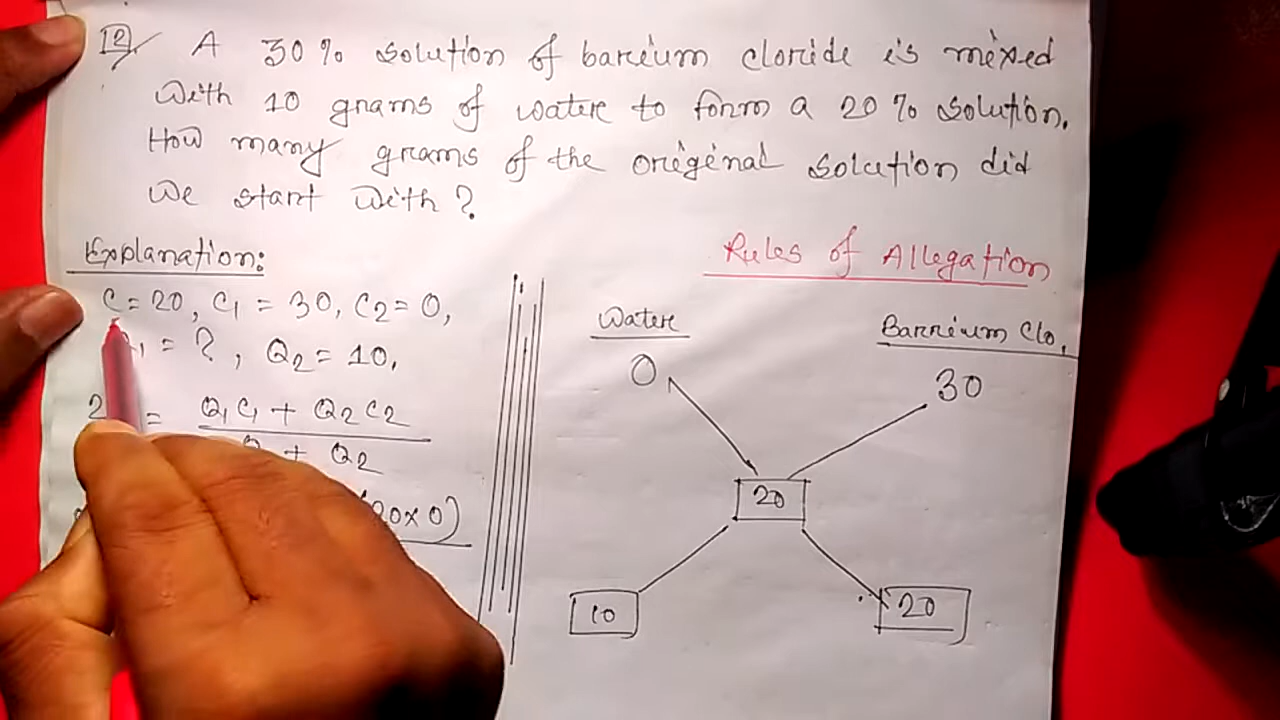 12. A 30% solution of barium cloride is mixed
with 10 grams of water to form a 20% solution.
How many grams of the original solution did
we start with?
Explanation:
C = 20, C1 = 30, C2 = 0,
= ?, Q2 = 10,
= Q1C1 + Q2C2
+ Q2
× 0)
Rules of Allegation
Water
Barrium Clo,
0
30
20
10
20